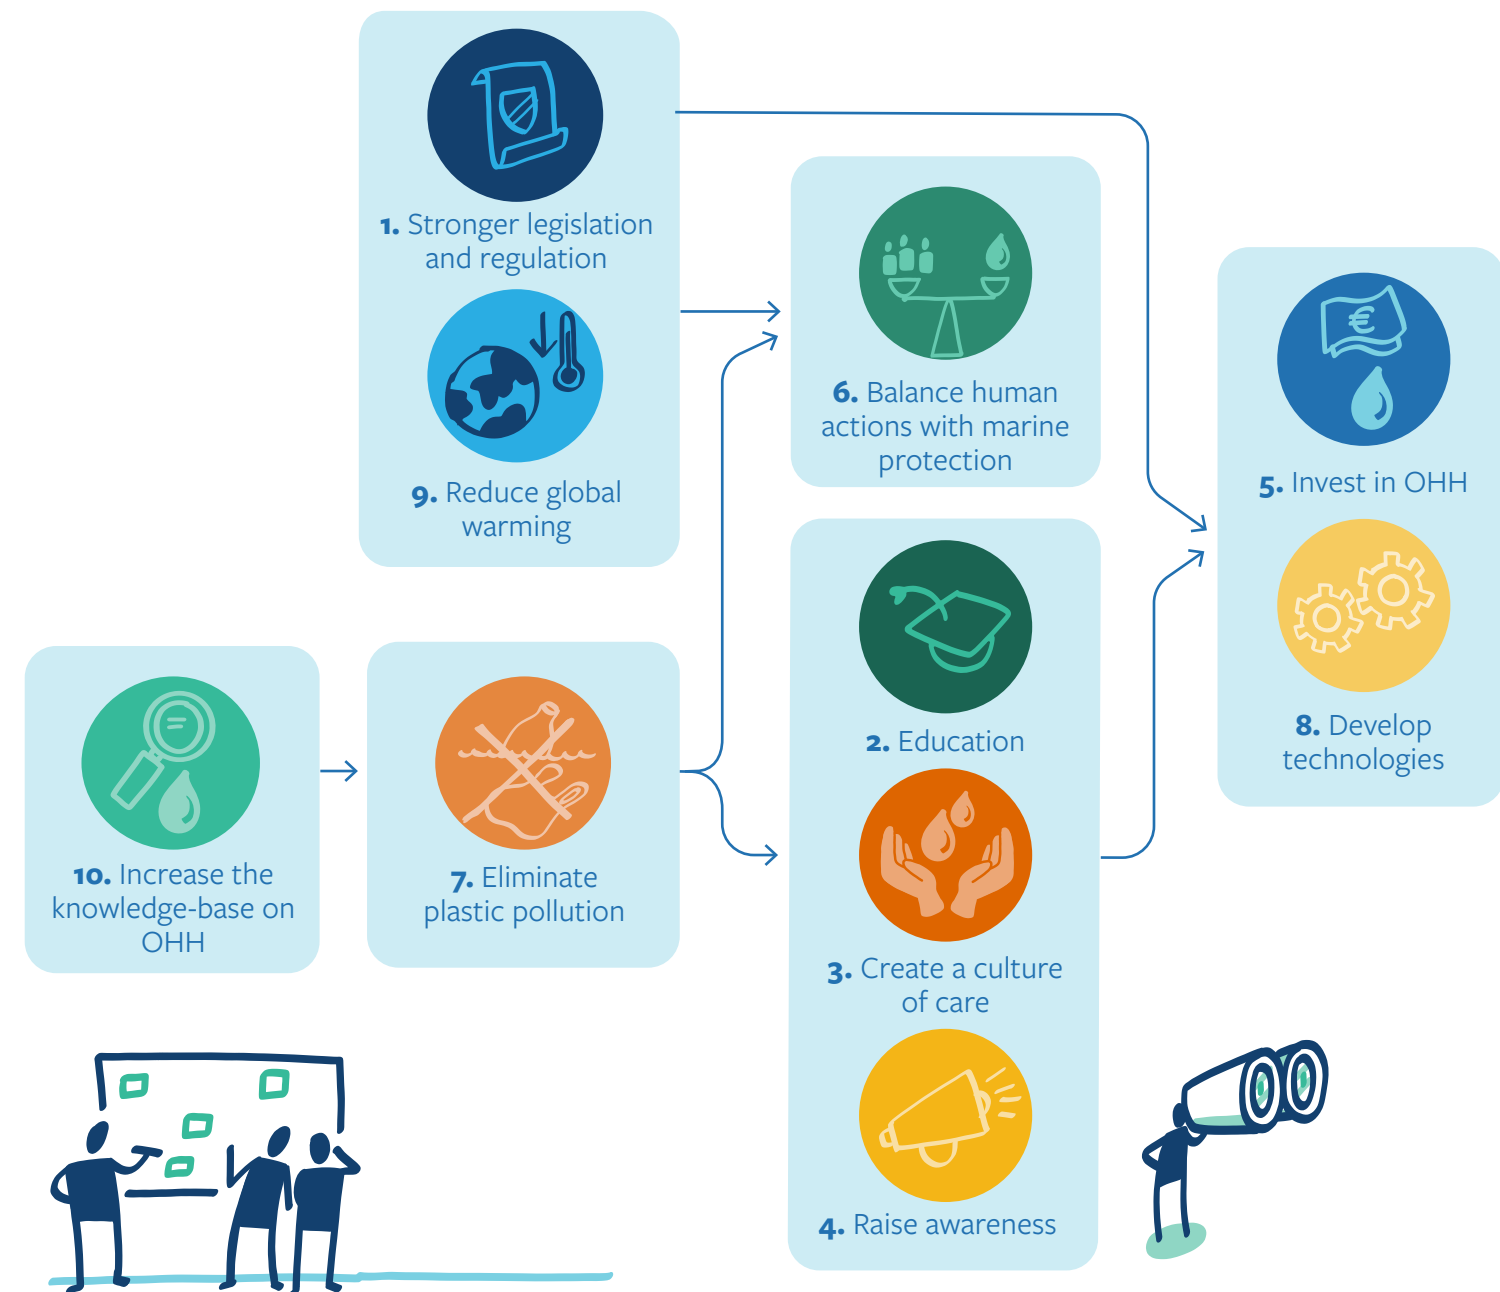 1. Stronger legislation
and regulation
9. Reduce global
warming
6. Balance human
actions with marine
protection
€
5. Invest in OHH
8. Develop
technologies
10. Increase the
knowledge-base on
OHH
7. Eliminate
plastic pollution
2. Education
3. Create a culture
of care
4. Raise awareness